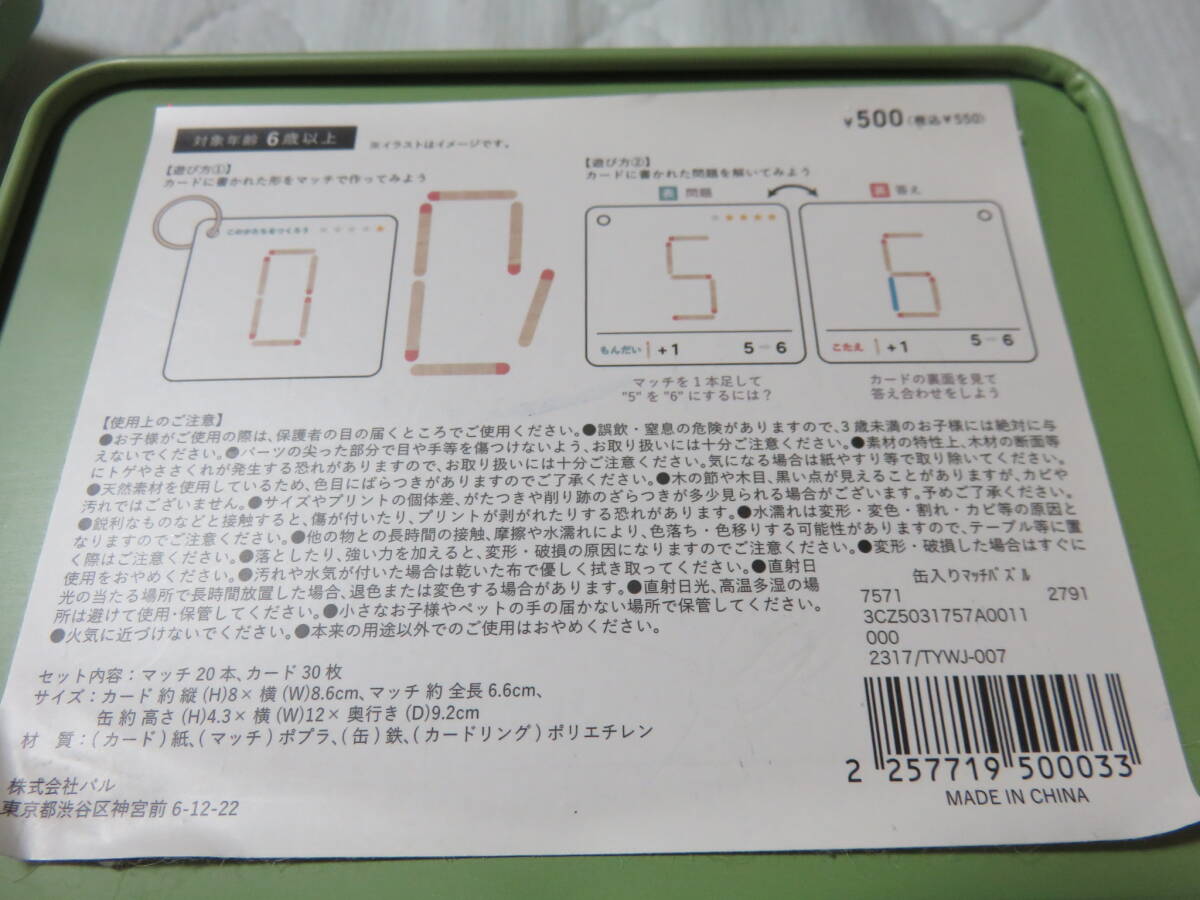 対象年齢 6歳以上
※イラストはイメージです。
¥500(税込¥550)
【遊び方①】
カードに書かれた形をマッチで作ってみよう
このかたちをつくろう
【遊び方②】
カードに書かれた問題を解いてみよう
表 問題
裏 答え
もんだい +1 5→6
こたえ +1 5→6
マッチを1本足して
"5"を"6"にするには?
カードの裏面を見て
答え合わせをしよう
【使用上のご注意】
●お子様がご使用の際は、保護者の目の届くところでご使用ください。●誤飲・窒息の危険がありますので、3歳未満のお子様には絶対に与
えないでください。●パーツの尖った部分で目や手等を傷つけないよう、お取り扱いには十分ご注意ください。●素材の特性上、木材の断面等
にトゲやささくれが発生する恐れがありますので、お取り扱いには十分ご注意ください。気になる場合は紙やすり等で取り除いてください。
●天然素材を使用しているため、色目にばらつきがありますのでご了承ください。●木の節や木目、黒い点が見えることがありますが、カビや
汚れではございません。●サイズやプリントの個体差、がたつきや削り跡のざらつきが多少見られる場合がございます。予めご了承ください。
●鋭利なものなどと接触すると、傷が付いたり、プリントが剥がれたりする恐れがあります。●水濡れは変形・変色・割れ・カビ等の原因と
なりますのでご注意ください。●他の物との長時間の接触、摩擦や水濡れにより、色落ち・色移りする可能性がありますので、テーブル等に置
く際はご注意ください。●落としたり、強い力を加えると、変形・破損の原因になりますのでご注意ください。●変形・破損した場合はすぐに
使用をおやめください。●汚れや水気が付いた場合は乾いた布で優しく拭き取ってください。●直射日
光の当たる場所で長時間放置した場合、退色または変色する場合があります。●直射日光、高温多湿の場
所は避けて使用・保管してください。●小さなお子様やペットの手の届かない場所で保管してください。
●火気に近づけないでください。●本来の用途以外でのご使用はおやめください。
セット内容：マッチ20本、カード30枚
サイズ：カード 約 縦(H)8×横(W)8.6cm、マッチ 約 全長6.6cm、
缶 約 高さ(H)4.3×横(W)12×奥行き(D)9.2cm
材 質：(カード)紙、(マッチ)ポプラ、(缶)鉄、(カードリング)ポリエチレン
株式会社パル
東京都渋谷区神宮前6-12-22
缶入りマッチパズル
7571 2791
3CZ5031757A0011
000
2317/TYWJ-007
2 257719 500033
MADE IN CHINA